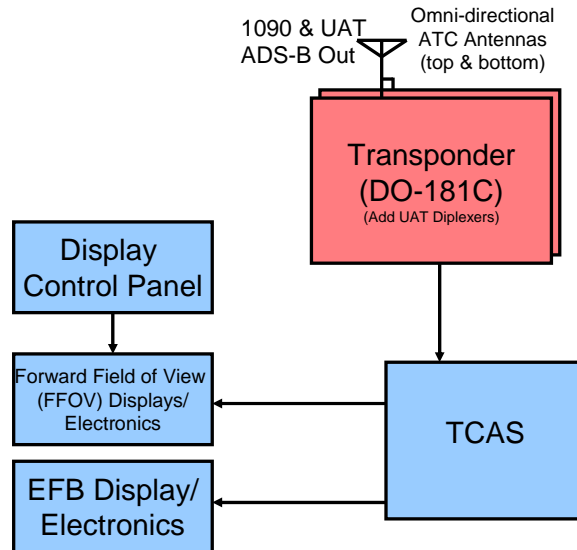 1090 & UAT
ADS-B Out
Omni-directional
ATC Antennas
(top & bottom)
Transponder
(DO-181C)
(Add UAT Diplexers)
Display
Control Panel
Forward Field of View
(FFOV) Displays/
Electronics
TCAS
EFB Display/
Electronics